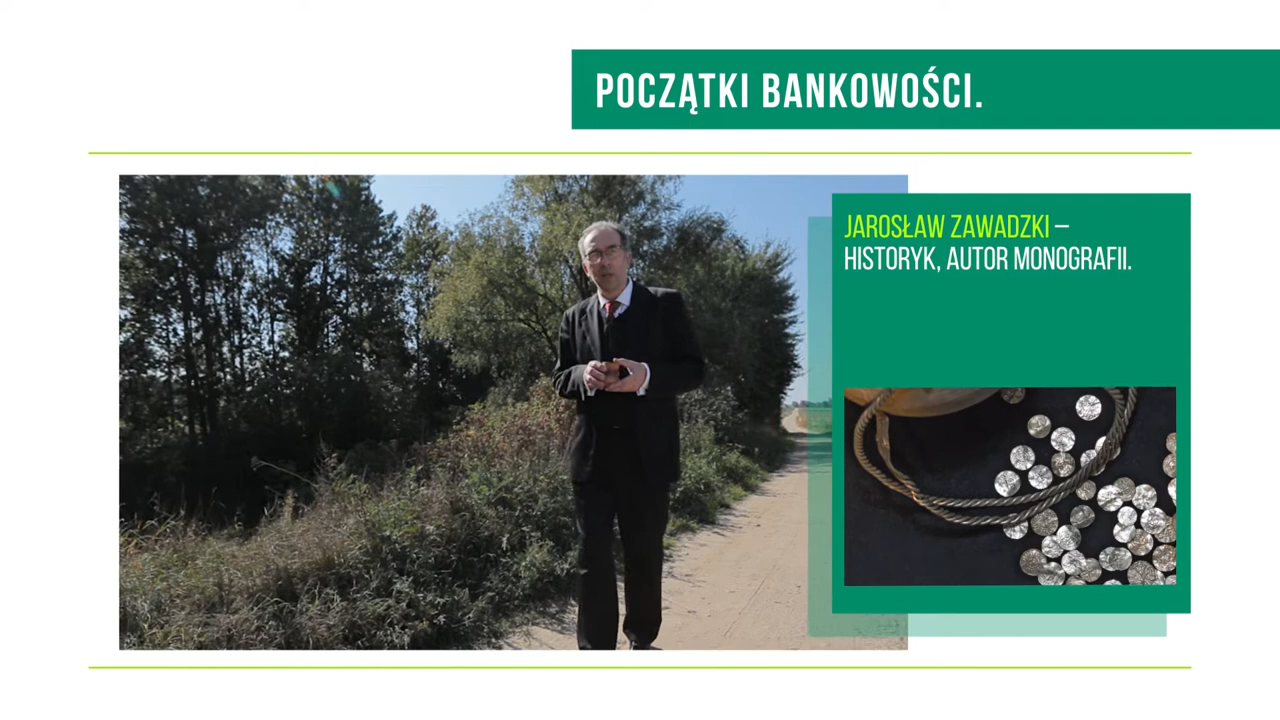 POCZĄTKI BANKOWOŚCI.
JAROSŁAW ZAWADZKI –
HISTORYK, AUTOR MONOGRAFII.